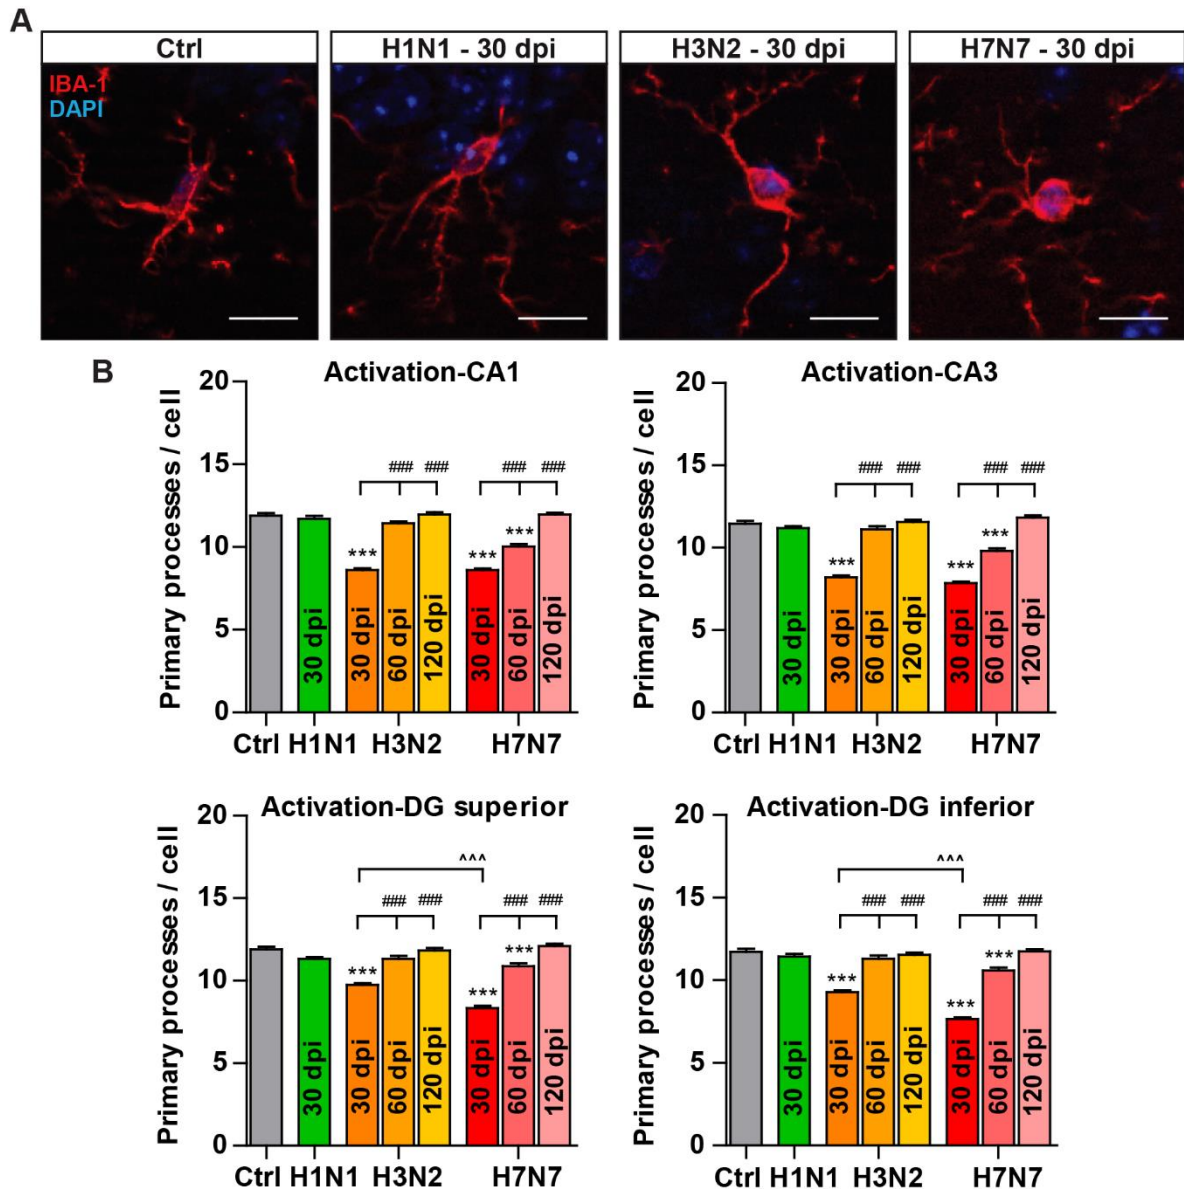 A
Ctrl
H1N1 - 30 dpi
H3N2 - 30 dpi
H7N7 - 30 dpi
IBA-1
DAPI
B
Activation-CA1
Primary processes / cell
20
15
10
5
0
### ### ### ###
*** *** ***
30 dpi
30 dpi
60 dpi
120 dpi
30 dpi
60 dpi
120 dpi
Ctrl H1N1 H3N2 H7N7
Activation-CA3
Primary processes / cell
20
15
10
5
0
### ### ### ###
*** *** ***
30 dpi
30 dpi
60 dpi
120 dpi
30 dpi
60 dpi
120 dpi
Ctrl H1N1 H3N2 H7N7
Activation-DG superior
Primary processes / cell
20
15
10
5
0
^^^
### ### ### ###
*** *** ***
30 dpi
30 dpi
60 dpi
120 dpi
30 dpi
60 dpi
120 dpi
Ctrl H1N1 H3N2 H7N7
Activation-DG inferior
Primary processes / cell
20
15
10
5
0
^^^
### ### ### ###
*** *** ***
30 dpi
30 dpi
60 dpi
120 dpi
30 dpi
60 dpi
120 dpi
Ctrl H1N1 H3N2 H7N7